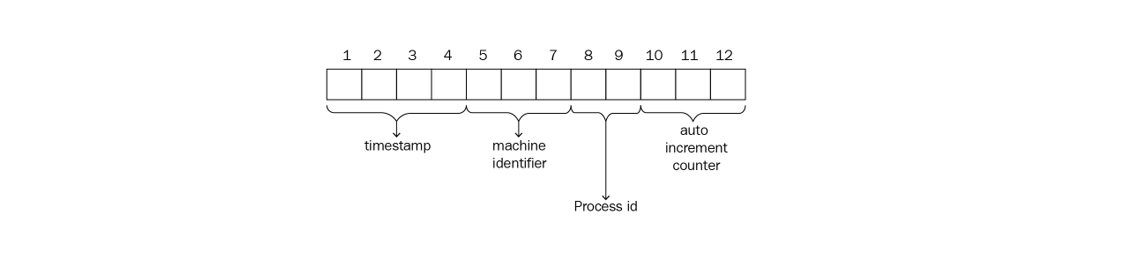 1 2 3 4 5 6 7 8 9 10 11 12
timestamp
machine
identifier
Process id
auto
increment
counter